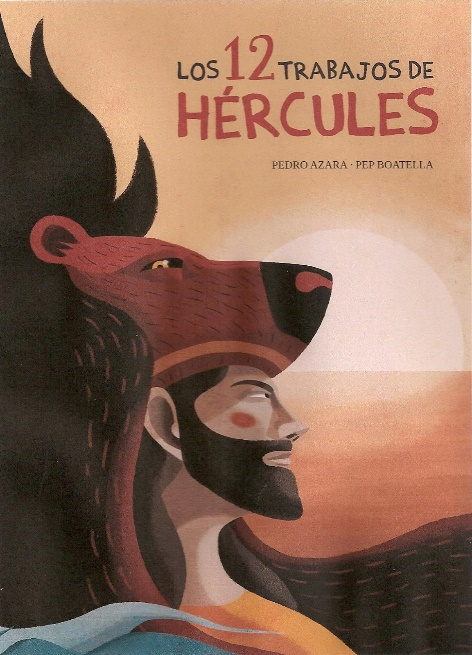 LOS 12 TRABAJOS DE
HÉRCULES
PEDRO AZARA · PEP BOATELLA